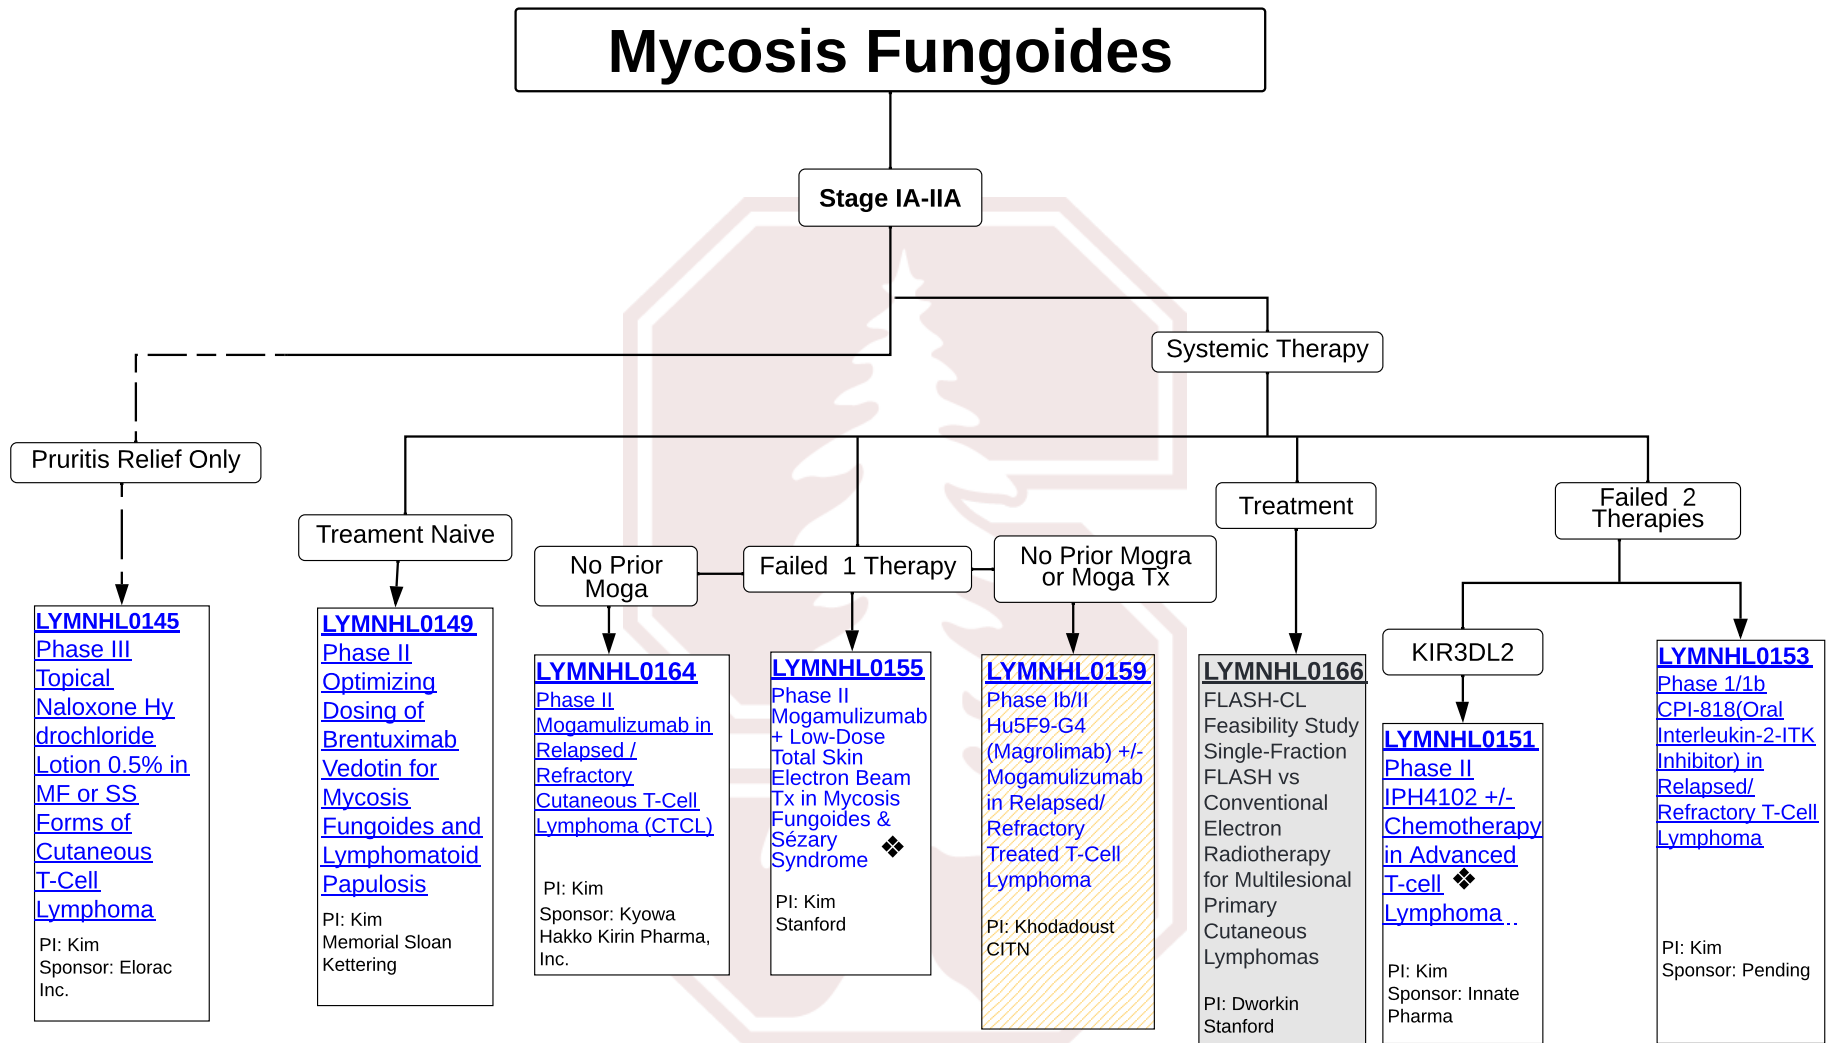 Mycosis Fungoides
Stage IA-IIA
Systemic Therapy
Pruritis Relief Only
Treament Naive
No Prior
Moga
Failed  1 Therapy
No Prior Mogra
or Moga Tx
Treatment
Failed  2
Therapies
KIR3DL2
LYMNHL0145
Phase III
Topical
Naloxone Hy
drochloride
Lotion 0.5% in
MF or SS
Forms of
Cutaneous
T-Cell
Lymphoma
PI: Kim
Sponsor: Elorac
Inc.
LYMNHL0149
Phase II
Optimizing
Dosing of
Brentuximab
Vedotin for
Mycosis
Fungoides and
Lymphomatoid
Papulosis
PI: Kim
Memorial Sloan
Kettering
LYMNHL0164
Phase II
Mogamulizumab in
Relapsed /
Refractory
Cutaneous T-Cell
Lymphoma (CTCL)
PI: Kim
Sponsor: Kyowa
Hakko Kirin Pharma,
Inc.
LYMNHL0155
Phase II
Mogamulizumab
+ Low-Dose
Total Skin
Electron Beam
Tx in Mycosis
Fungoides &
Sézary
Syndrome ❖
PI: Kim
Stanford
LYMNHL0159
Phase Ib/II
Hu5F9-G4
(Magrolimab) +/-
Mogamulizumab
in Relapsed/
Refractory
Treated T-Cell
Lymphoma
PI: Khodadoust
CITN
LYMNHL0166
FLASH-CL
Feasibility Study
Single-Fraction
FLASH vs
Conventional
Electron
Radiotherapy
for Multilesional
Primary
Cutaneous
Lymphomas
PI: Dworkin
Stanford
LYMNHL0151
Phase II
IPH4102 +/-
Chemotherapy
in Advanced
T-cell ❖
Lymphoma
PI: Kim
Sponsor: Innate
Pharma
LYMNHL0153
Phase 1/1b
CPI-818(Oral
Interleukin-2-ITK
Inhibitor) in
Relapsed/
Refractory T-Cell
Lymphoma
PI: Kim
Sponsor: Pending